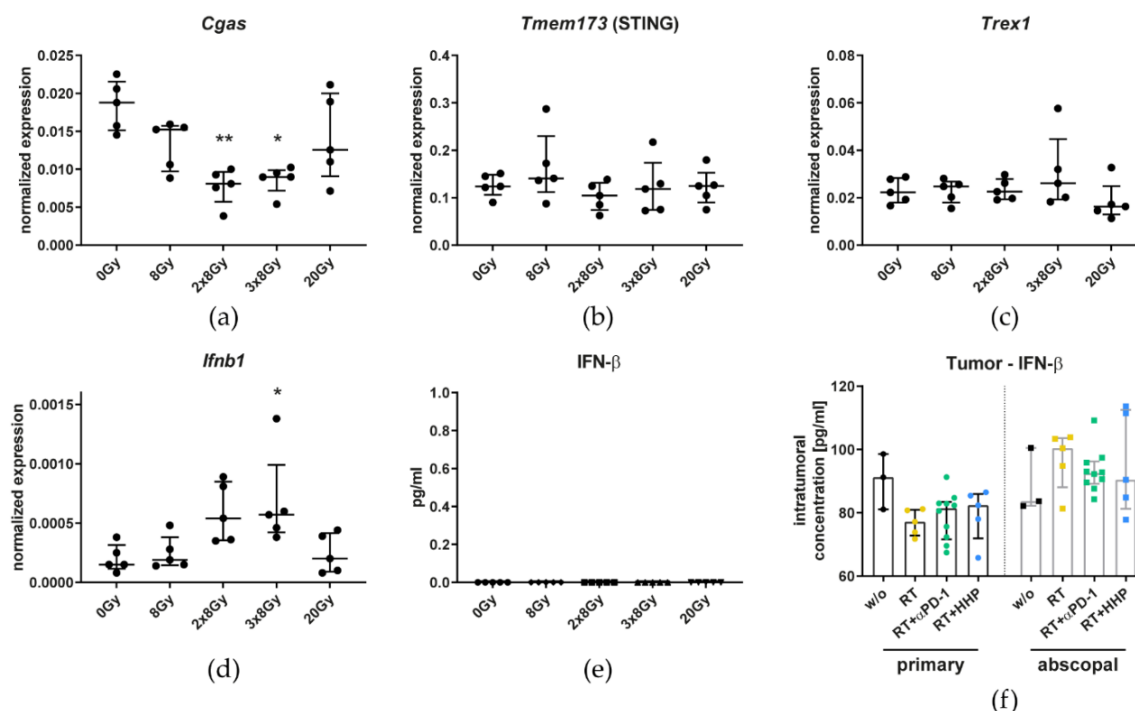 Cgas
Tmem173 (STING)
Trex1
normalized expression
0.025
0.020
0.015
0.010
0.005
0.000
**
*
0Gy
8Gy
2x8Gy
3x8Gy
20Gy
(a)
normalized expression
0.4
0.3
0.2
0.1
0.0
0Gy
8Gy
2x8Gy
3x8Gy
20Gy
(b)
normalized expression
0.08
0.06
0.04
0.02
0.00
0Gy
8Gy
2x8Gy
3x8Gy
20Gy
(c)
Ifnb1
IFN-β
Tumor - IFN-β
normalized expression
0.0015
0.0010
0.0005
0.0000
*
0Gy
8Gy
2x8Gy
3x8Gy
20Gy
(d)
pg/ml
1.0
0.8
0.6
0.4
0.2
0.0
0Gy
8Gy
2x8Gy
3x8Gy
20Gy
(e)
intratumoral
concentration [pg/ml]
120
100
80
60
w/o
RT
RT+αPD-1
RT+HHP
w/o
RT
RT+αPD-1
RT+HHP
primary
abscopal
(f)